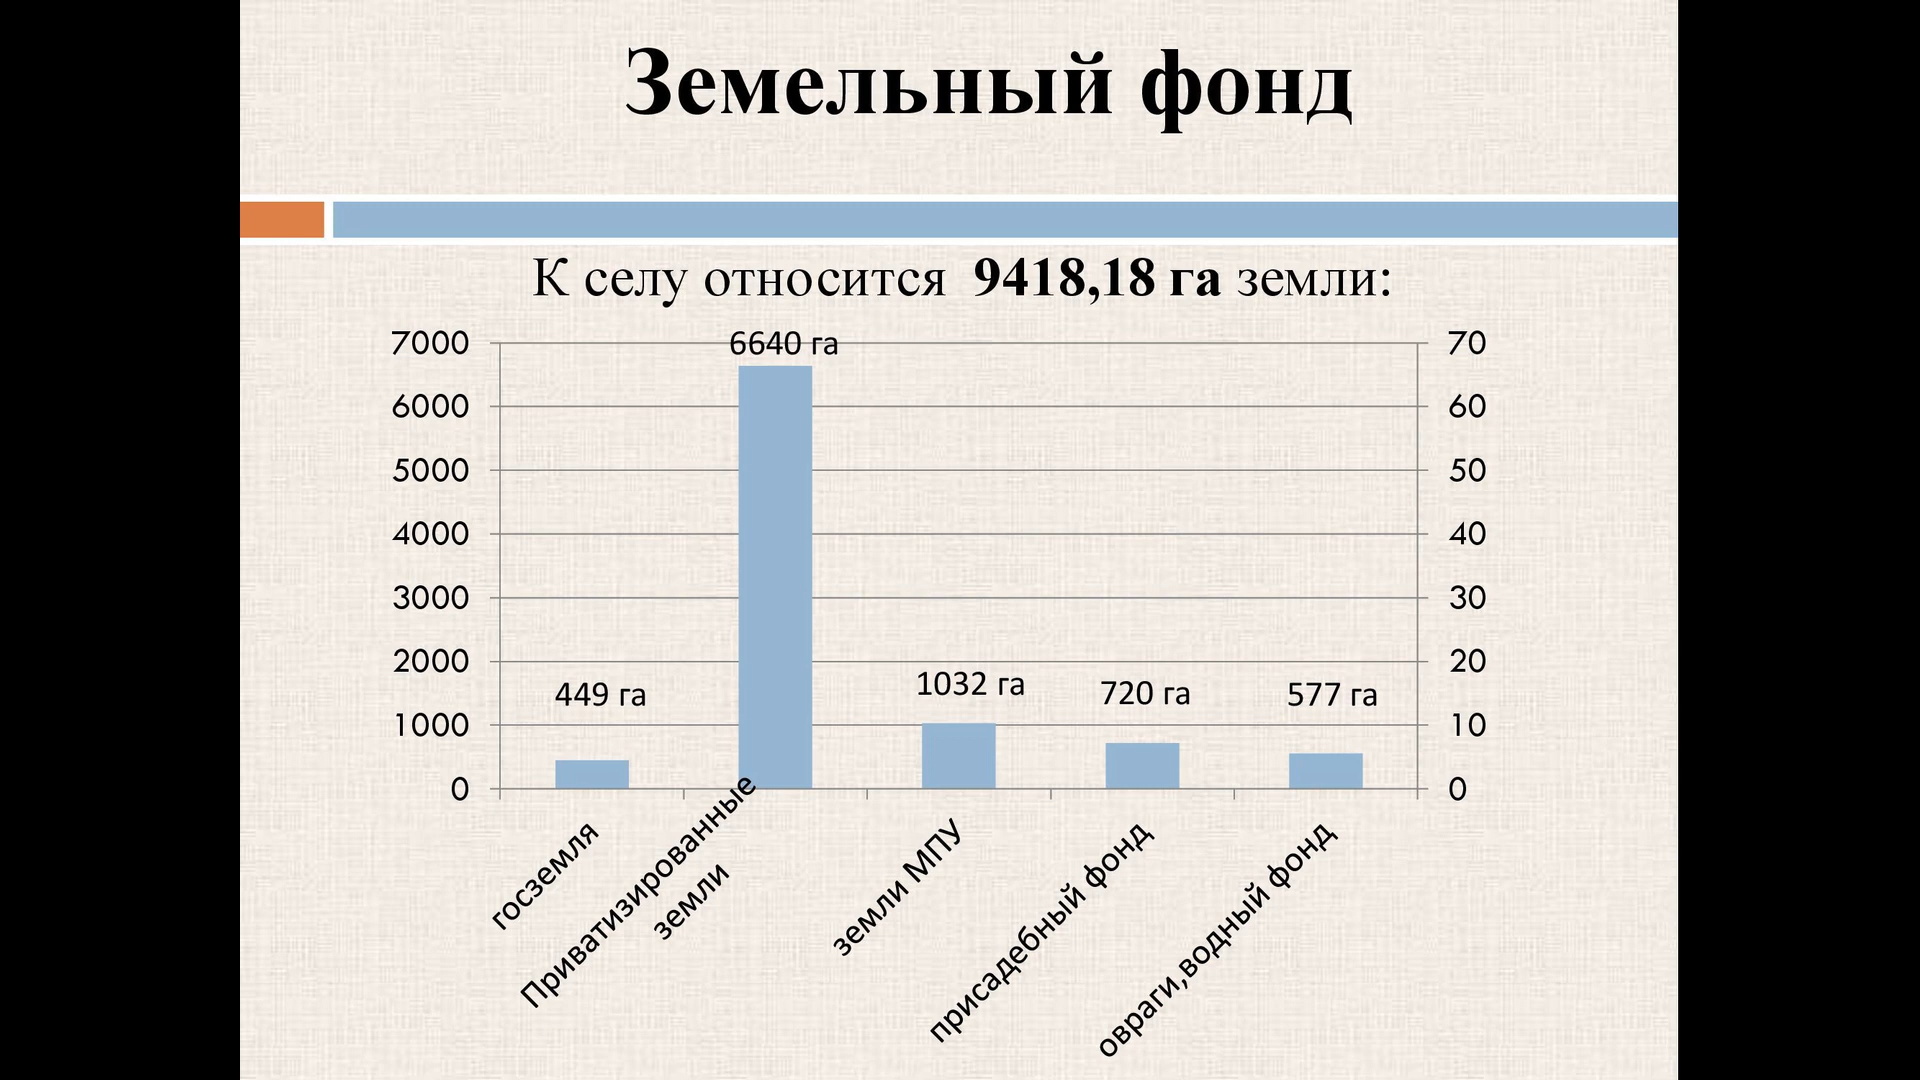 Земельный фонд
К селу относится 9418,18 га земли:
7000
6000
5000
4000
3000
2000
1000
0
70
60
50
40
30
20
10
0
449 га
6640 га
1032 га
720 га
577 га
госземля
Приватизированные
земли
земли МПУ
присадебный фонд
овраги,водный фонд